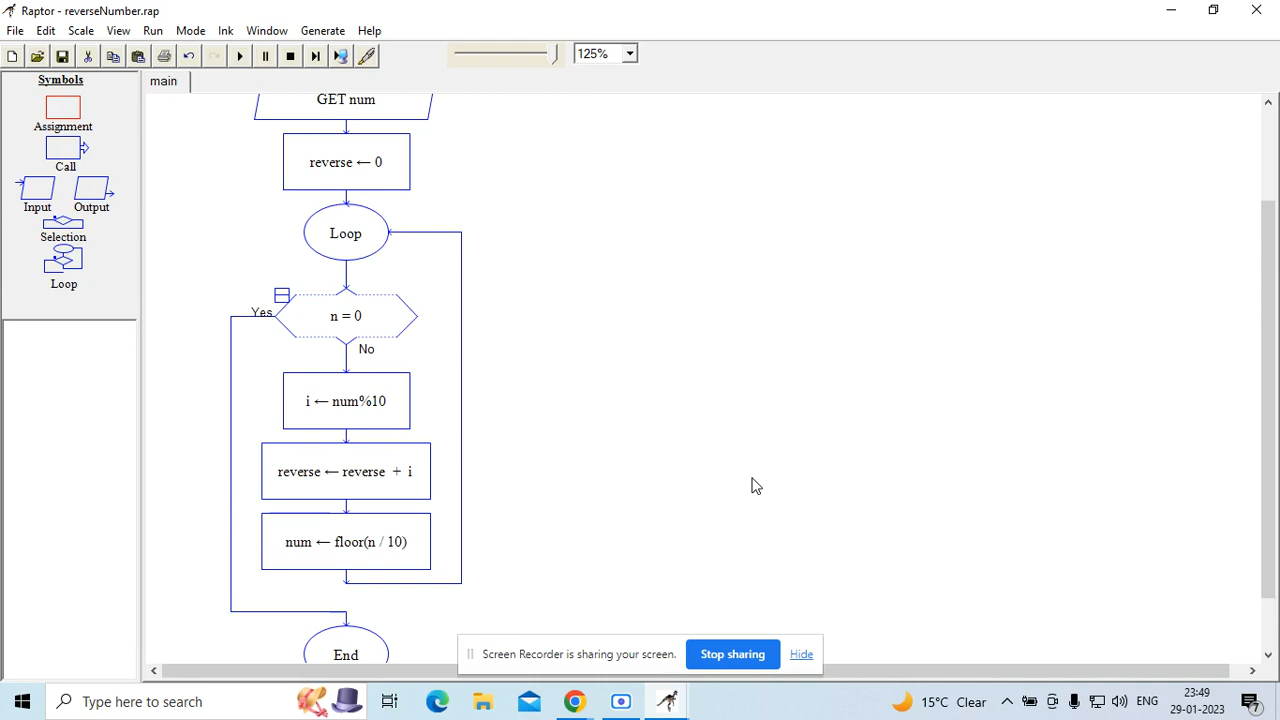 Raptor - reverseNumber.rap
File Edit Scale View Run Mode Ink Window Generate Help
125%
Symbols
main
Assignment
Call
Input Output
Selection
Loop
GET num
reverse ← 0
Loop
Yes
n = 0
No
i ← num%10
reverse ← reverse + i
num ← floor(n / 10)
End
Screen Recorder is sharing your screen. Stop sharing Hide
Type here to search
15°C Clear
ENG
23:49
29-01-2023
7